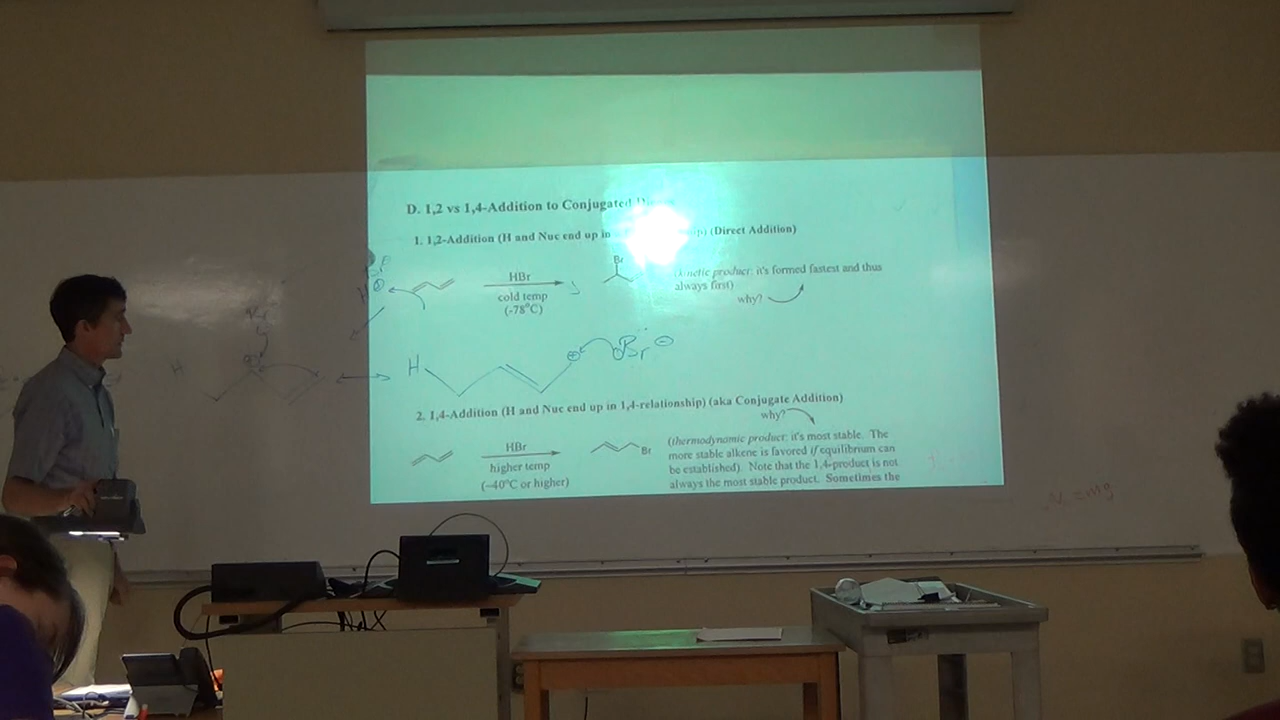 D. 1,2 vs 1,4-Addition to Conjugated
1. 1,2-Addition (H and Nuc end up in (Direct Addition)
HBr
cold temp
(-78°C)
Br
(kinetic product: it's formed fastest and thus
always first)
why?
H
H
Br
2. 1,4-Addition (H and Nuc end up in 1,4-relationship) (aka Conjugate Addition)
why?
HBr
higher temp
(-40°C or higher)
Br
(thermodynamic product: it's most stable. The
more stable alkene is favored if equilibrium can
be established). Note that the 1,4-product is not
always the most stable product. Sometimes the
= mg